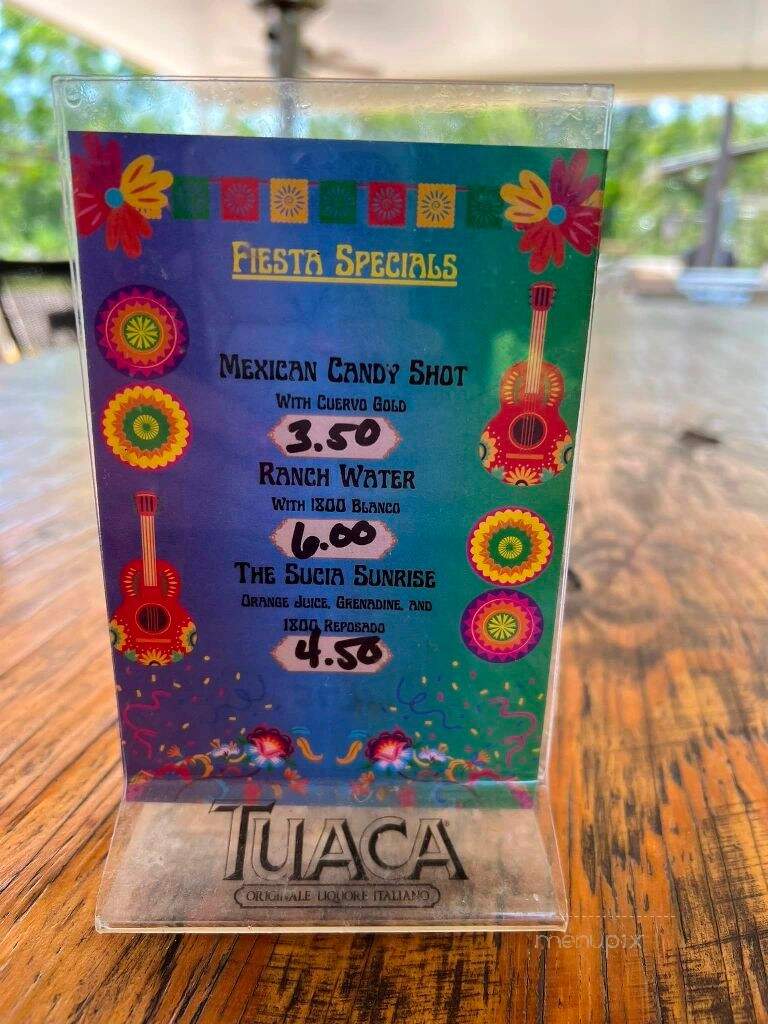 FIESTA SPECIALS
MEXICAN CANDY SHOT
WITH CUERVO GOLD
3.50
RANCH WATER
WITH 1800 BLANCO
6.00
THE SUCIA SUNRISE
ORANGE JUICE, GRENADINE, AND
1800 REPOSADO
4.50
TUACA
ORIGINALE LIQUORE ITALIANO
menupix